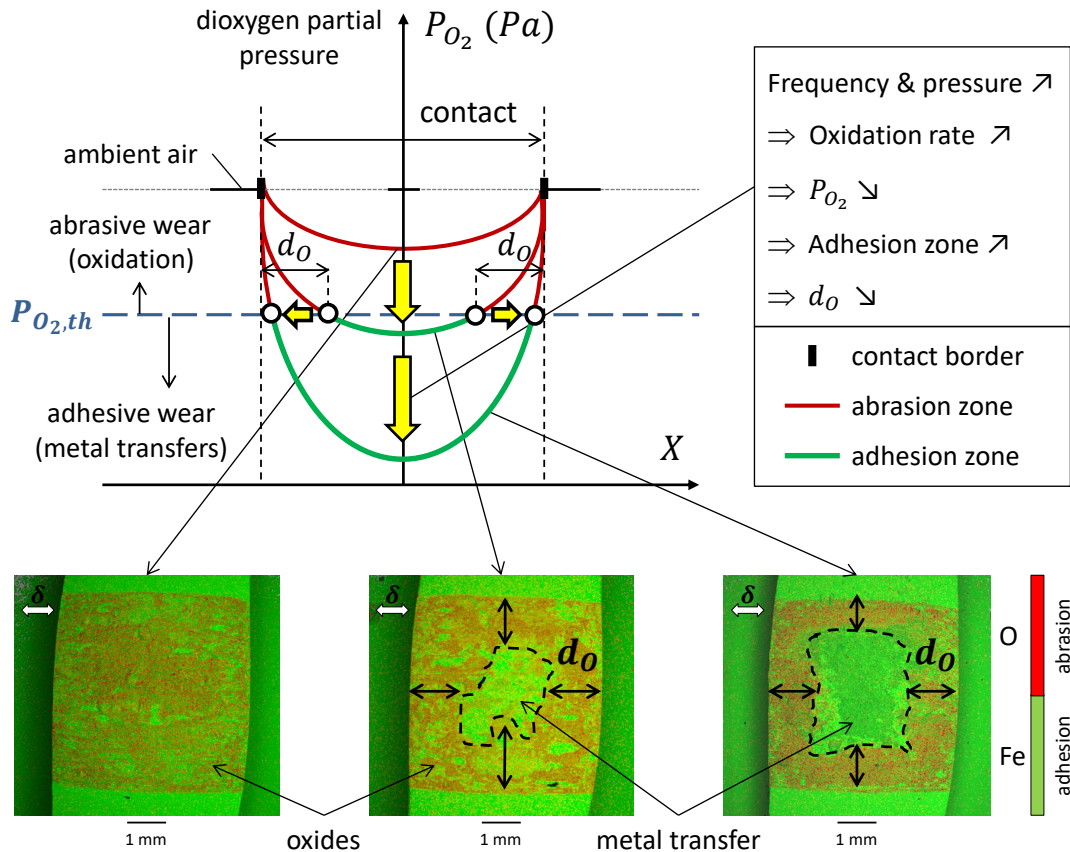 dioxygen partial
pressure
P_{O_2} (Pa)
contact
ambient air
abrasive wear
(oxidation)
d_O
d_O
P_{O_2,th}
adhesive wear
(metal transfers)
X
Frequency & pressure ↗
⇒ Oxidation rate ↗
⇒ P_{O_2} ↘
⇒ Adhesion zone ↗
⇒ d_O ↘
contact border
abrasion zone
adhesion zone
δ
δ
d_O
δ
d_O
O
abrasion
Fe
adhesion
1 mm
oxides
1 mm
metal transfer
1 mm